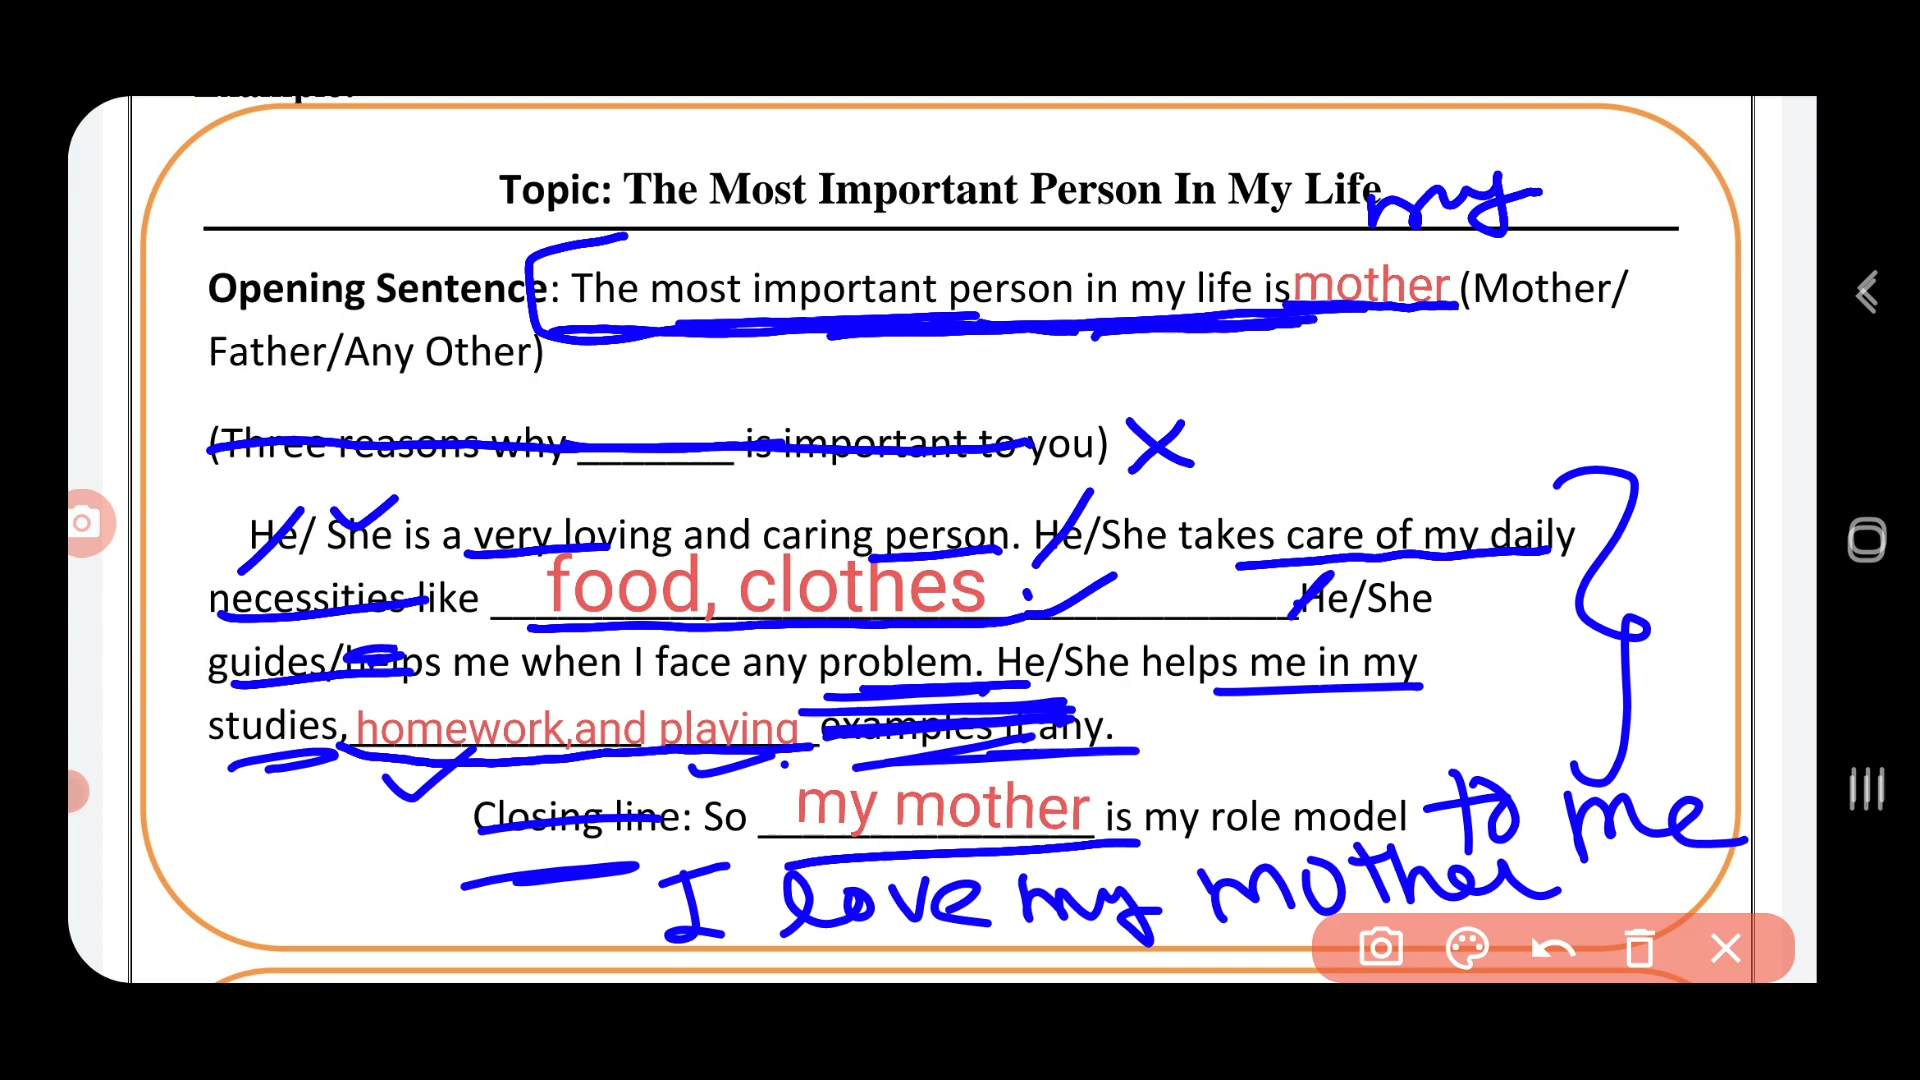 Topic: The Most Important Person In My Life
my
Opening Sentence: The most important person in my life is mother (Mother/
Father/Any Other)
(Three reasons why _______ is important to you)
He/ She is a very loving and caring person. He/She takes care of my daily
necessities like food, clothes He/She
guides/helps me when I face any problem. He/She helps me in my
studies, homework,and playing examples if any.
Closing line: So my mother is my role model to me
I love my mother